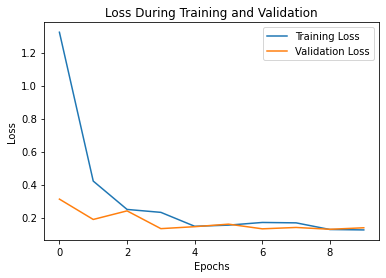 Loss During Training and Validation
Training Loss
Validation Loss
1.2
1.0
0.8
0.6
0.4
0.2
Loss
0
2
4
6
8
Epochs